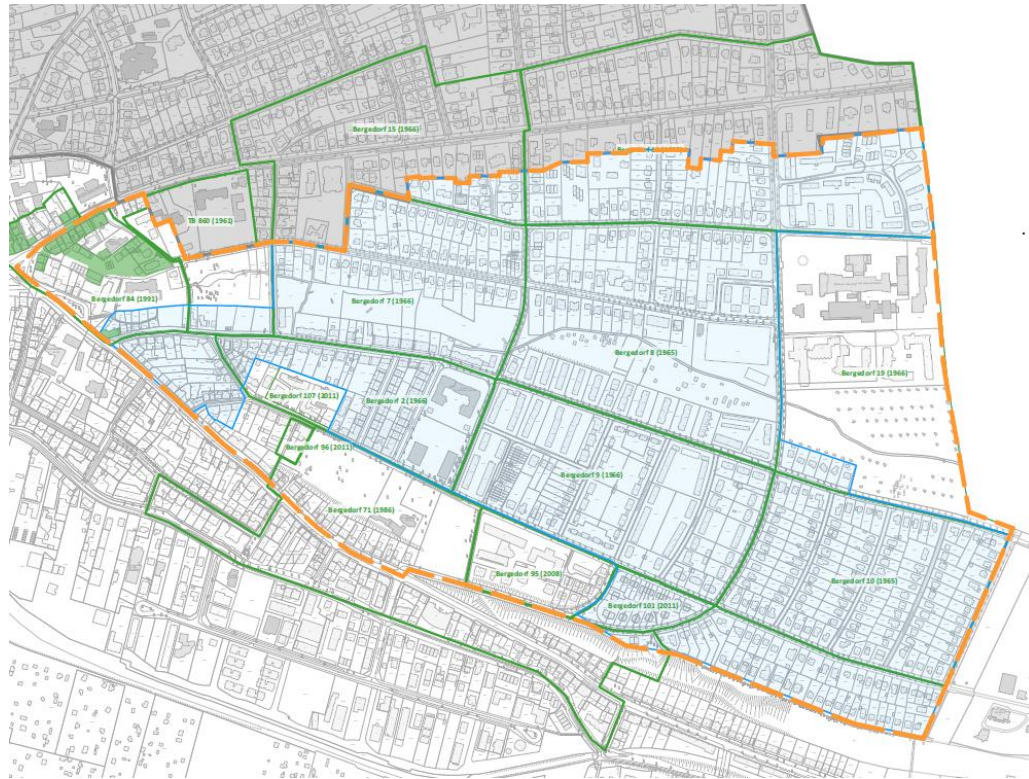 Bergedorf 15 (1966)
TB 860 (1961)
Bergedorf 84 (1991)
Bergedorf 7 (1966)
Bergedorf 8 (1965)
Bergedorf 19 (1966)
Bergedorf 107 (2011)
Bergedorf 2 (1966)
Bergedorf 96 (2011)
Bergedorf 9 (1966)
Bergedorf 71 (1986)
Bergedorf 95 (2008)
Bergedorf 101 (2011)
Bergedorf 10 (1965)